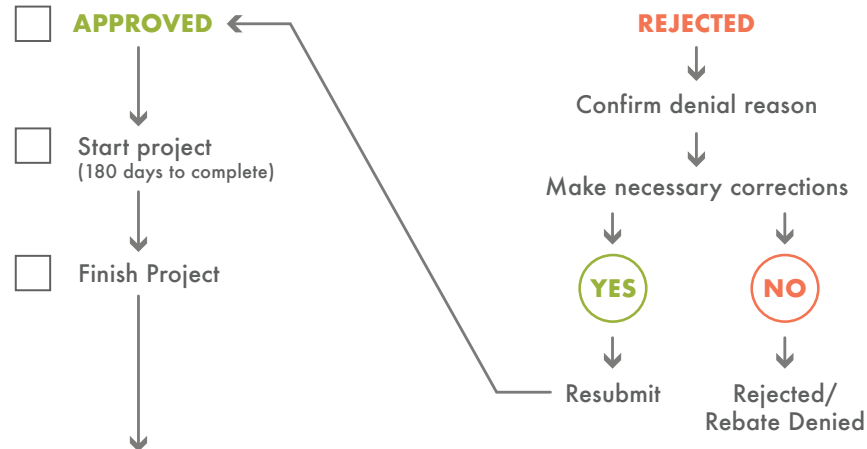 APPROVED
Start project
(180 days to complete)
Finish Project
REJECTED
Confirm denial reason
Make necessary corrections
YES
NO
Resubmit
Rejected/
Rebate Denied